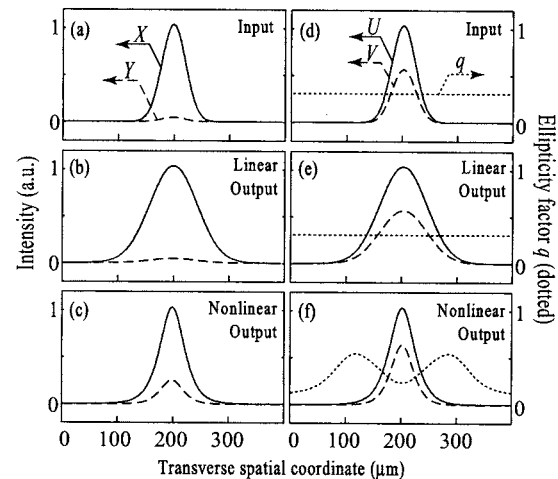 (a)
X
Y
Input
1
0
(d)
U
V
q
Input
1
0
(b)
Linear
Output
1
0
(e)
Linear
Output
1
0
(c)
Nonlinear
Output
1
0
(f)
Nonlinear
Output
1
0
0 100 200 300
0 100 200 300
Intensity (a.u.)
Ellipticity factor q (dotted)
Transverse spatial coordinate (μm)